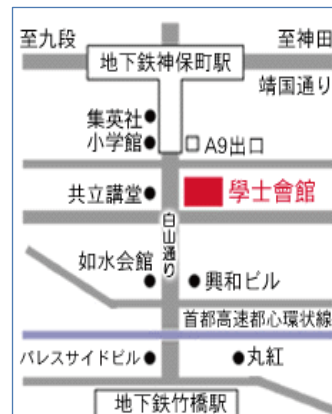 至九段
至神田
地下鉄神保町駅
靖国通り
集英社
小学館
A9出口
共立講堂
學士會館
白山通り
如水会館
興和ビル
首都高速都心環状線
パレスサイドビル
丸紅
地下鉄竹橋駅